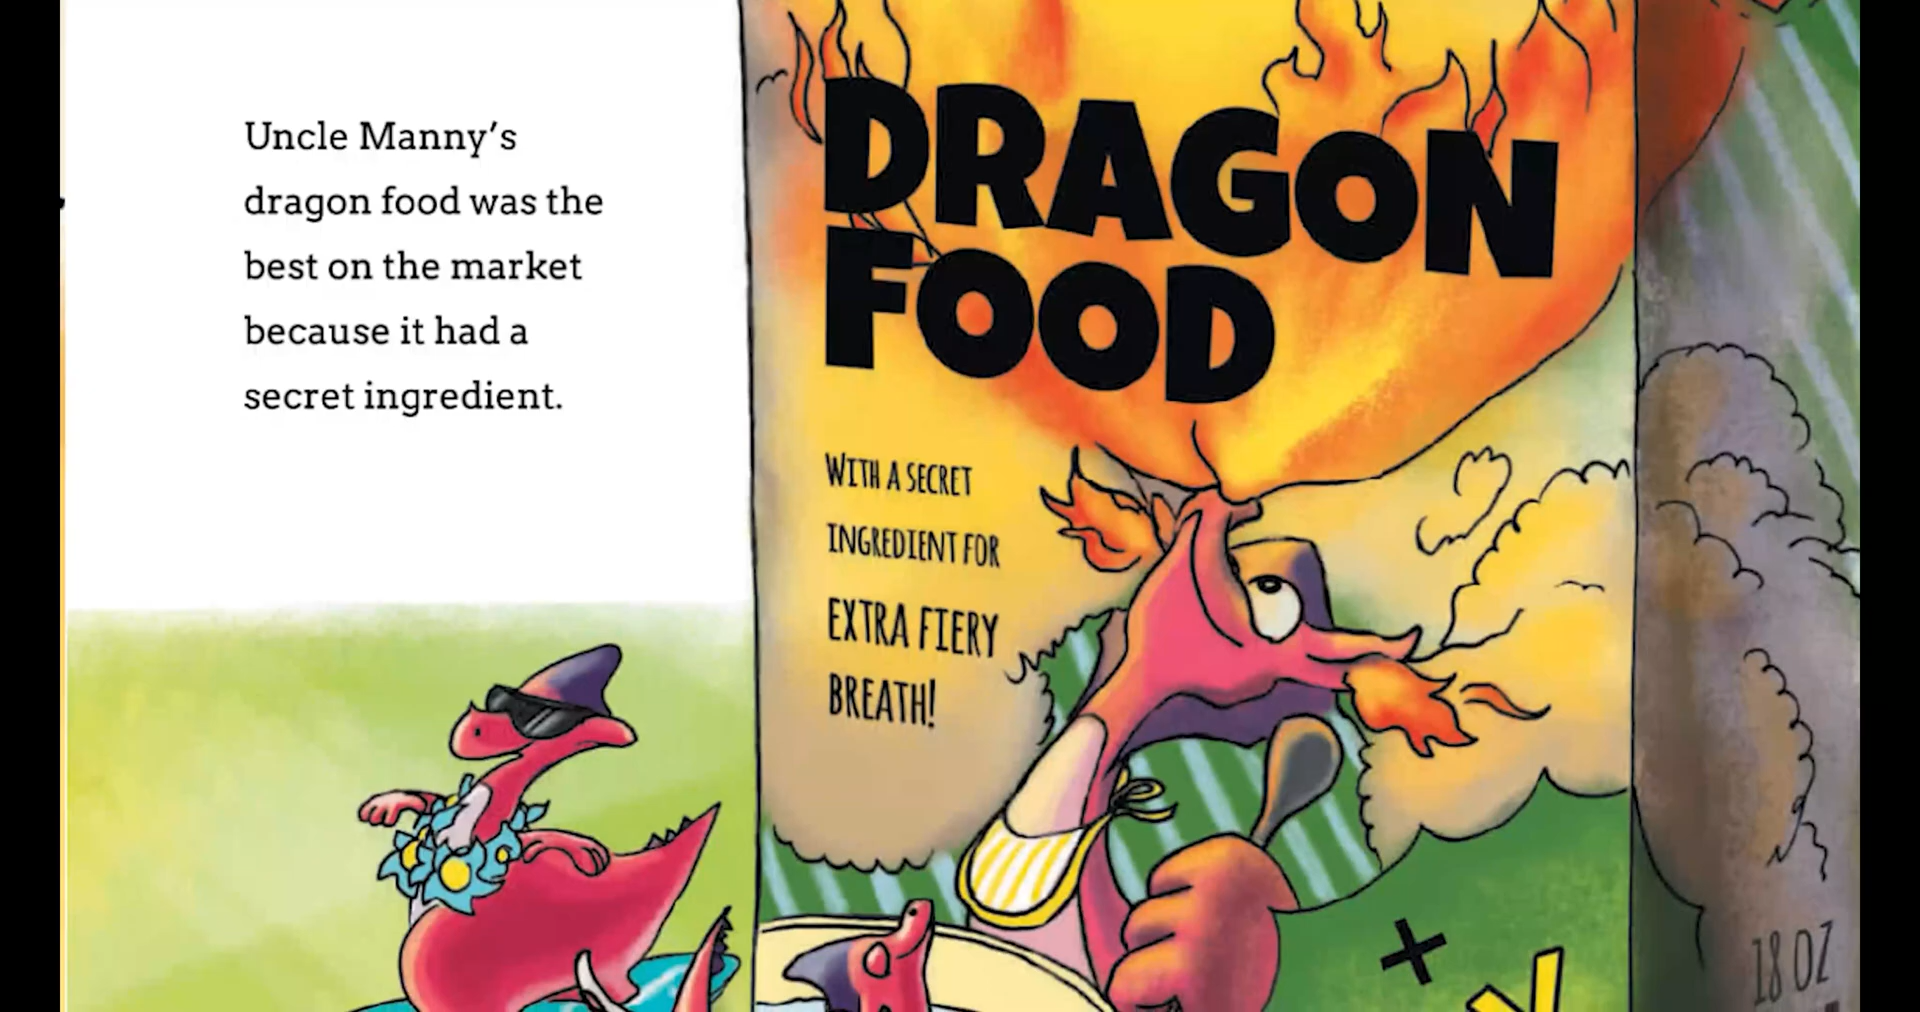 Uncle Manny’s
dragon food was the
best on the market
because it had a
secret ingredient.
DRAGON
FOOD
WITH A SECRET
INGREDIENT FOR
EXTRA FIERY
BREATH!
18 OZ